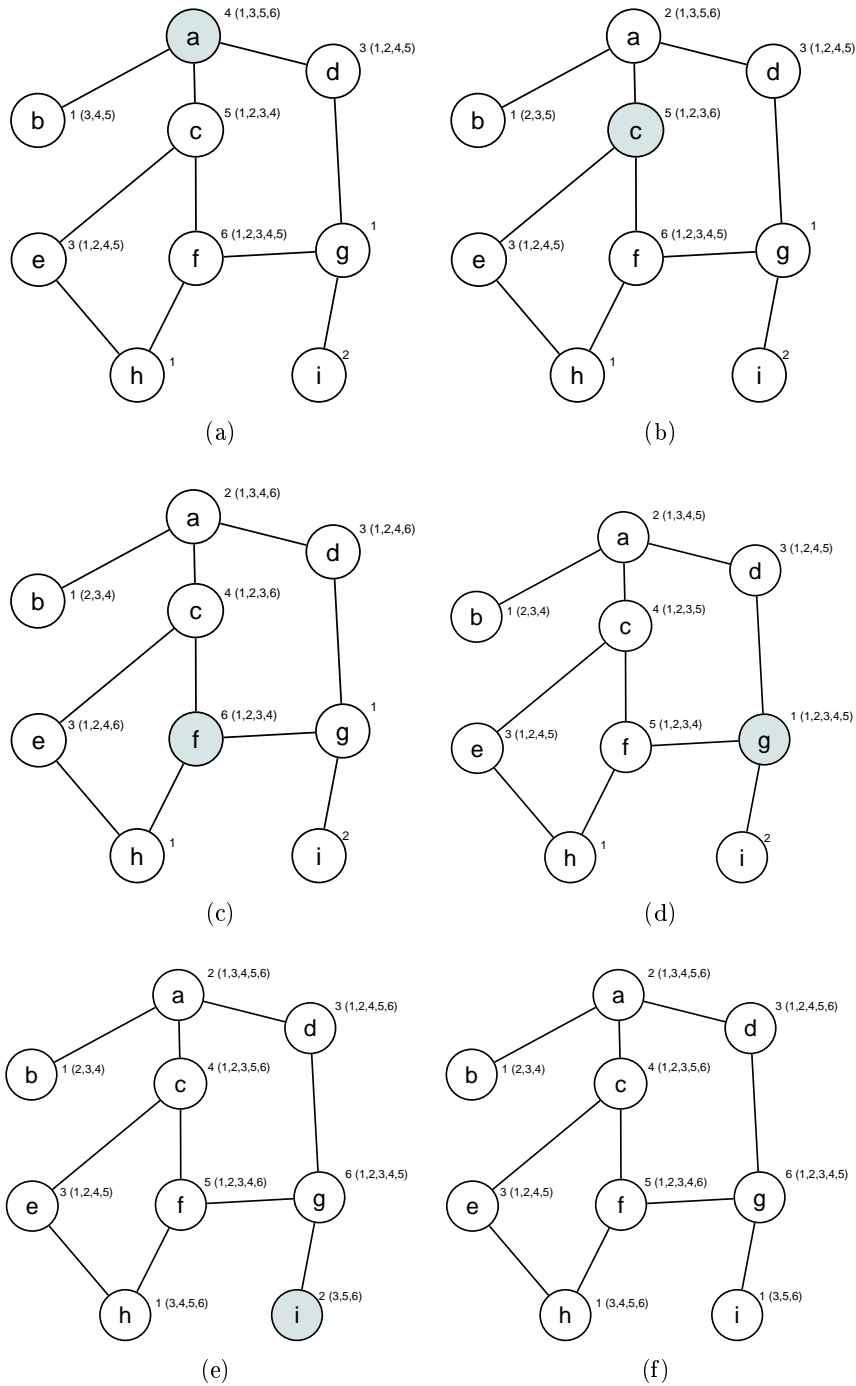 4 (1,3,5,6)
a
3 (1,2,4,5)
d
b
1 (3,4,5)
5 (1,2,3,4)
c
3 (1,2,4,5)
e
6 (1,2,3,4,5)
f
1
g
h
1
i
2
(a)
2 (1,3,5,6)
a
3 (1,2,4,5)
d
b
1 (2,3,5)
5 (1,2,3,6)
c
3 (1,2,4,5)
e
6 (1,2,3,4,5)
f
1
g
h
1
i
2
(b)
2 (1,3,4,6)
a
3 (1,2,4,6)
d
b
1 (2,3,4)
4 (1,2,3,6)
c
3 (1,2,4,6)
e
6 (1,2,3,4)
f
1
g
h
1
i
2
(c)
2 (1,3,4,5)
a
3 (1,2,4,5)
d
b
1 (2,3,4)
4 (1,2,3,5)
c
3 (1,2,4,5)
e
5 (1,2,3,4)
f
1 (1,2,3,4,5)
g
h
1
i
2
(d)
2 (1,3,4,5,6)
a
3 (1,2,4,5,6)
d
b
1 (2,3,4)
4 (1,2,3,5,6)
c
3 (1,2,4,5)
e
5 (1,2,3,4,6)
f
6 (1,2,3,4,5)
g
h
1 (3,4,5,6)
i
2 (3,5,6)
(e)
2 (1,3,4,5,6)
a
3 (1,2,4,5,6)
d
b
1 (2,3,4)
4 (1,2,3,5,6)
c
3 (1,2,4,5)
e
5 (1,2,3,4,6)
f
6 (1,2,3,4,5)
g
h
1 (3,4,5,6)
i
1 (3,5,6)
(f)